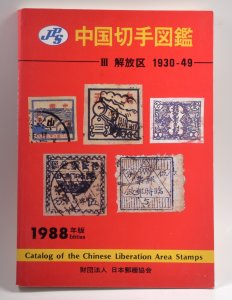 JPS
中国切手図鑑
III 解放区 1930-49
1988年版
Edition
Catalog of the Chinese Liberation Area Stamps
財団法人 日本郵趣協会